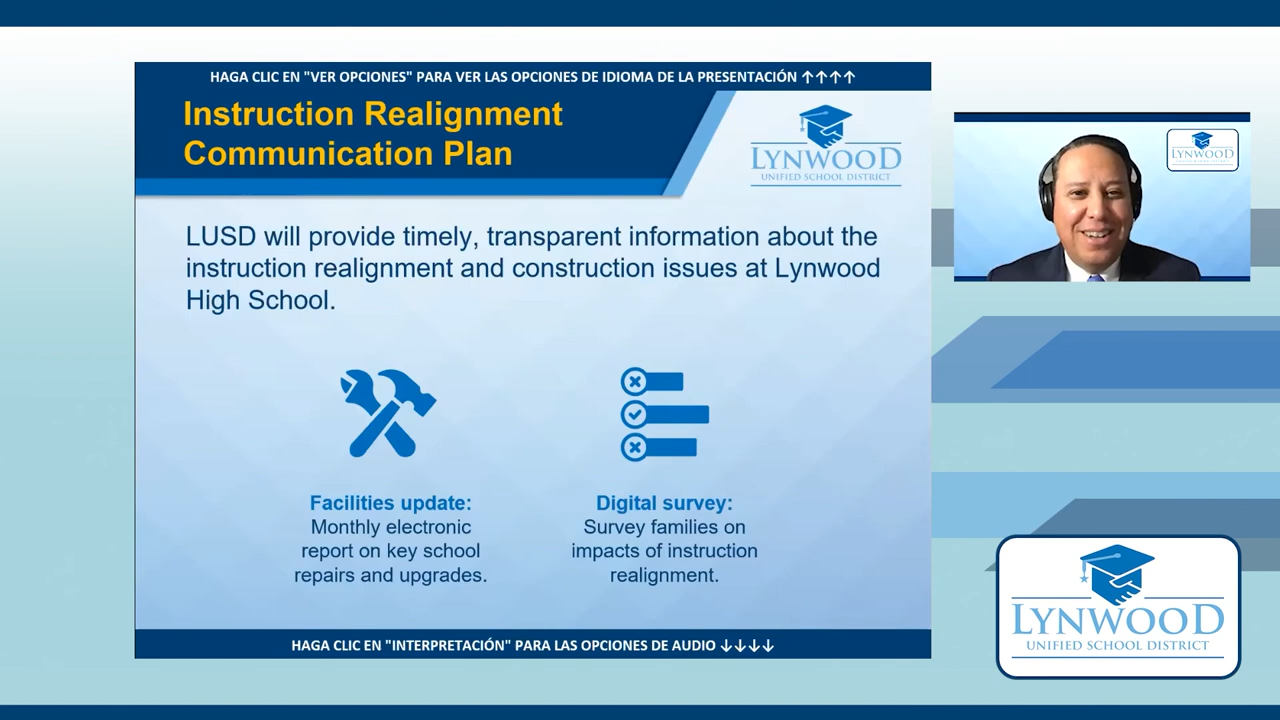 HAGA CLIC EN "VER OPCIONES" PARA VER LAS OPCIONES DE IDIOMA DE LA PRESENTACIÓN ↑↑↑↑
Instruction Realignment
Communication Plan
LYNWOOD
UNIFIED SCHOOL DISTRICT
LUSD will provide timely, transparent information about the
instruction realignment and construction issues at Lynwood
High School.
Facilities update:
Monthly electronic
report on key school
repairs and upgrades.
Digital survey:
Survey families on
impacts of instruction
realignment.
HAGA CLIC EN "INTERPRETACIÓN" PARA LAS OPCIONES DE AUDIO ↓↓↓↓
LYNWOOD
LYNWOOD
UNIFIED SCHOOL DISTRICT